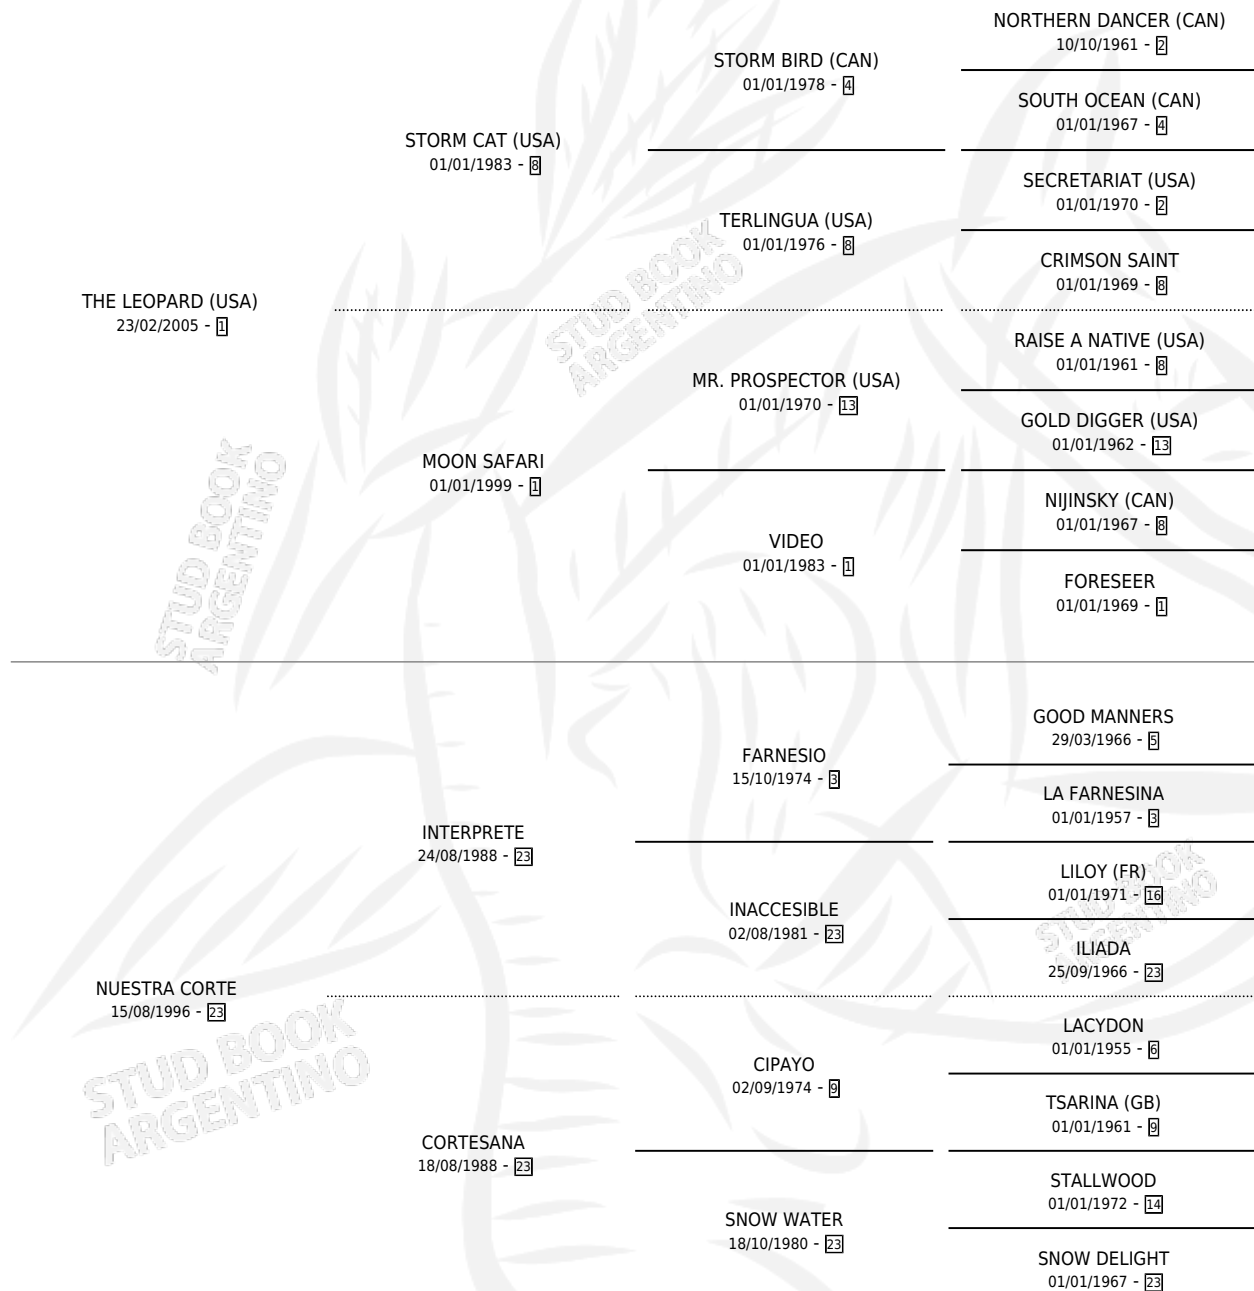 NORTHERN DANCER (CAN)
10/10/1961 - 2
STORM BIRD (CAN)
01/01/1978 - 4
SOUTH OCEAN (CAN)
01/01/1967 - 4
STORM CAT (USA)
01/01/1983 - 8
SECRETARIAT (USA)
01/01/1970 - 2
TERLINGUA (USA)
01/01/1976 - 8
CRIMSON SAINT
01/01/1969 - 8
THE LEOPARD (USA)
23/02/2005 - 1
STUD BOOK
ARGENTINO
RAISE A NATIVE (USA)
01/01/1961 - 8
MR. PROSPECTOR (USA)
01/01/1970 - 13
GOLD DIGGER (USA)
01/01/1962 - 13
MOON SAFARI
01/01/1999 - 1
NIJINSKY (CAN)
01/01/1967 - 8
VIDEO
01/01/1983 - 1
FORESEER
01/01/1969 - 1
STUD BOOK
ARGENTINO
GOOD MANNERS
29/03/1966 - 5
FARNESIO
15/10/1974 - 3
LA FARNESINA
01/01/1957 - 3
INTERPRETE
24/08/1988 - 23
LILOY (FR)
01/01/1971 - 16
INACCESIBLE
02/08/1981 - 23
STUD BOOK
ARGENTINO
ILIADA
25/09/1966 - 23
NUESTRA CORTE
15/08/1996 - 23
LACYDON
01/01/1955 - 6
CIPAYO
02/09/1974 - 9
TSARINA (GB)
01/01/1961 - 9
STUD BOOK
ARGENTINO
CORTESANA
18/08/1988 - 23
STALLWOOD
01/01/1972 - 14
SNOW WATER
18/10/1980 - 23
SNOW DELIGHT
01/01/1967 - 23